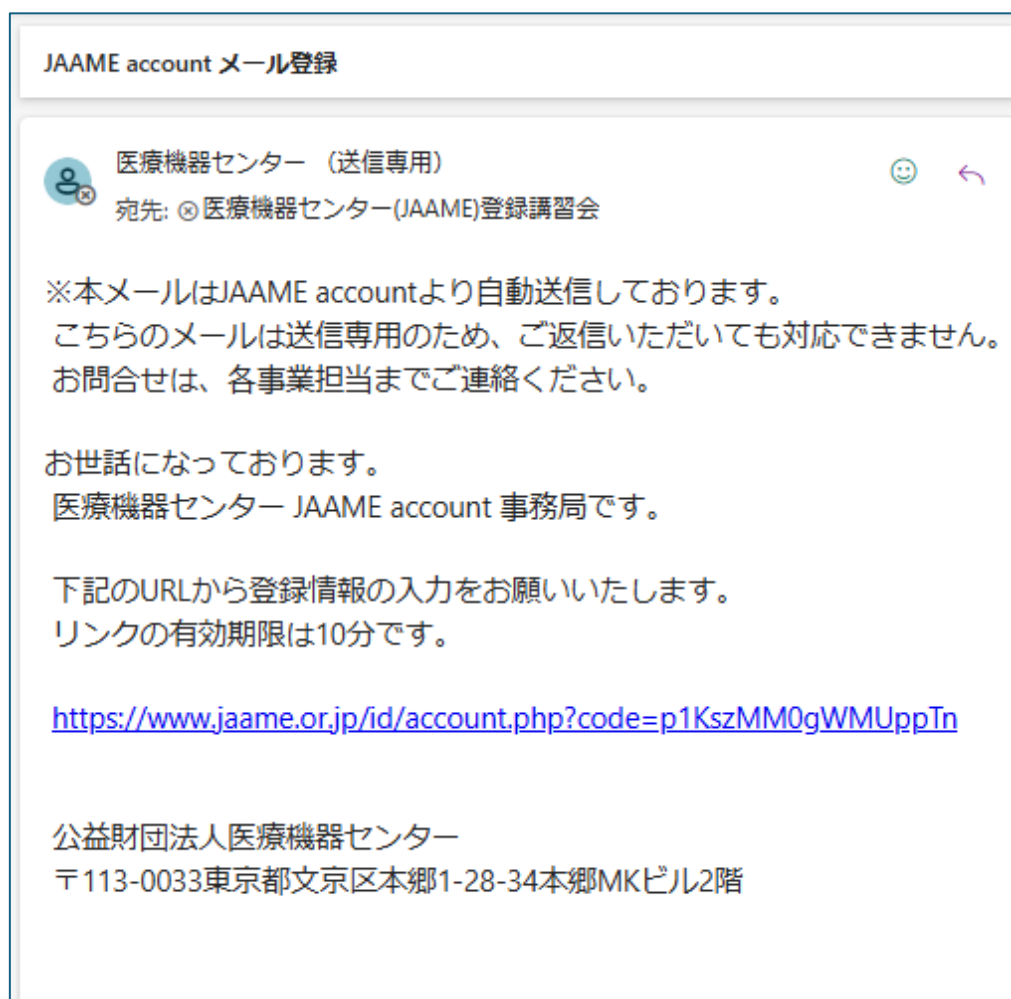 JAAME account メール登録
医療機器センター （送信専用）
宛先: 医療機器センター(JAAME)登録講習会
※本メールはJAAME accountより自動送信しております。
こちらのメールは送信専用のため、ご返信いただいても対応できません。
お問合せは、各事業担当までご連絡ください。
お世話になっております。
医療機器センター JAAME account 事務局です。
下記のURLから登録情報の入力をお願いいたします。
リンクの有効期限は10分です。
https://www.jaame.or.jp/id/account.php?code=p1KszMM0gWMUppTn
公益財団法人医療機器センター
〒113-0033東京都文京区本郷1-28-34本郷MKビル2階